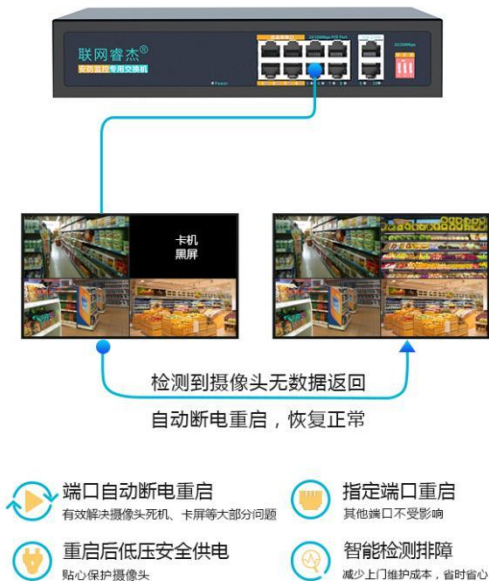 联网睿杰®
安防监控专用交换机
Power
卡机
黑屏
检测到摄像头无数据返回
自动断电重启，恢复正常
端口自动断电重启
有效解决摄像头死机、卡屏等大部分问题
指定端口重启
其他端口不受影响
重启后低压安全供电
贴心保护摄像头
智能检测排障
减少上门维护成本，省时省心